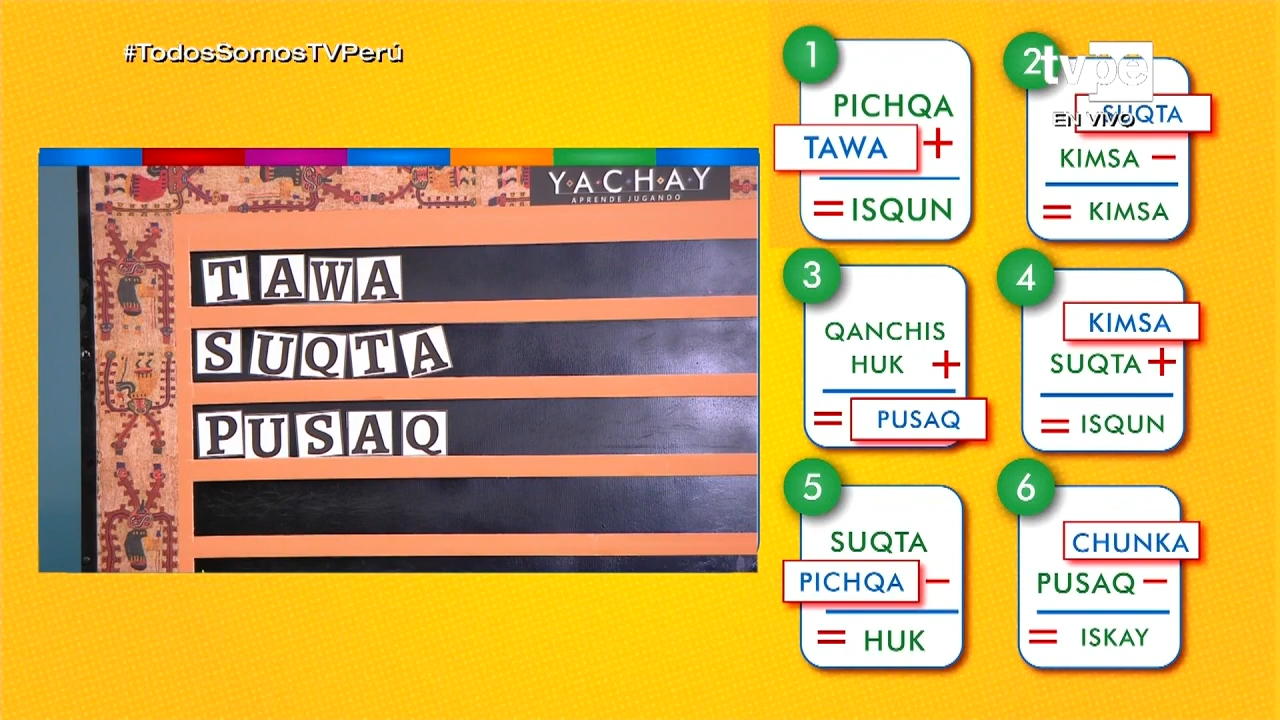 #TodosSomosTVPerú
YACHAY
APRENDE JUGANDO
TAWA
SUQTA
PUSAQ
1
PICHQA
TAWA +
= ISQUN
2
tvpe
EN VIVO
SUQTA
KIMSA −
= KIMSA
3
QANCHIS
HUK +
= PUSAQ
4
KIMSA
SUQTA +
= ISQUN
5
SUQTA
PICHQA −
= HUK
6
CHUNKA
PUSAQ −
= ISKAY